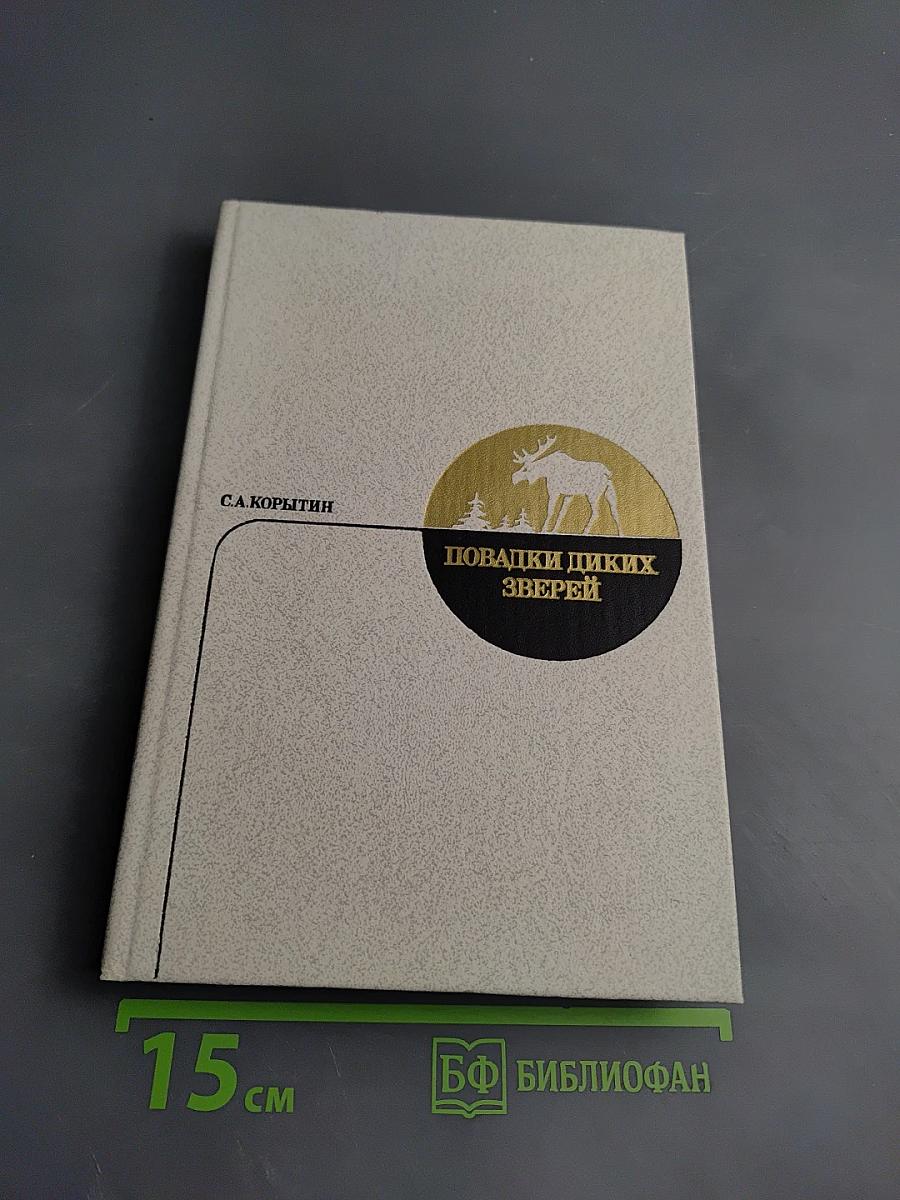 С.А.КОРЫТИН
ПОВАДКИ ДИКИХ
ЗВЕРЕЙ
15 см
БФ БИБЛИОФАН